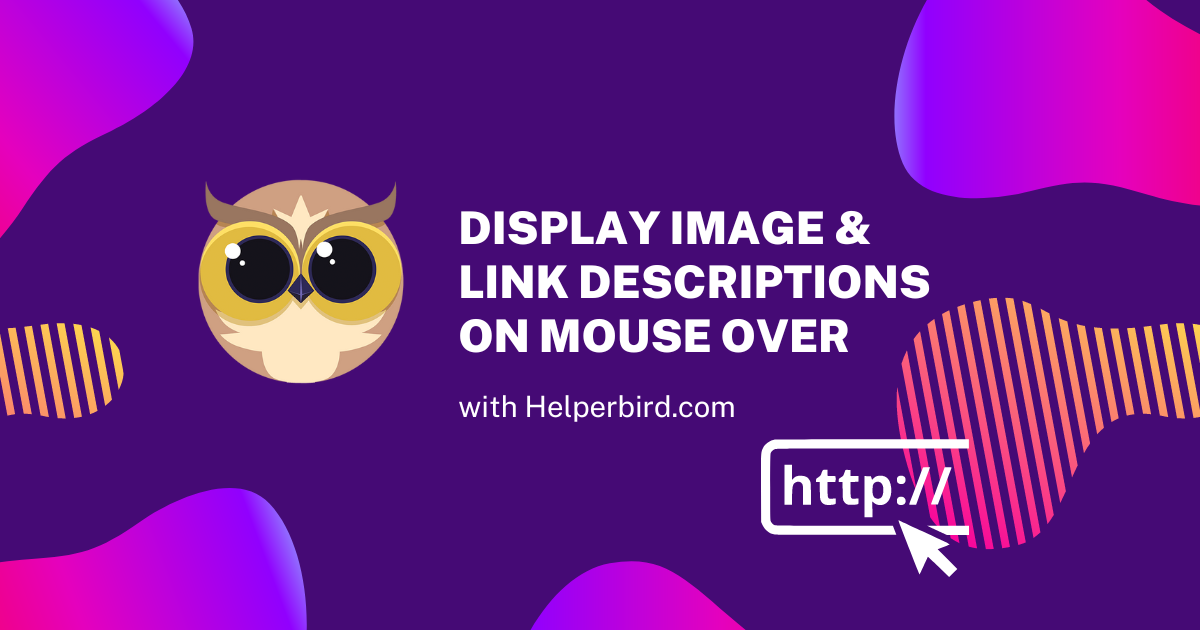 DISPLAY IMAGE &
LINK DESCRIPTIONS
ON MOUSE OVER
with Helperbird.com
http://